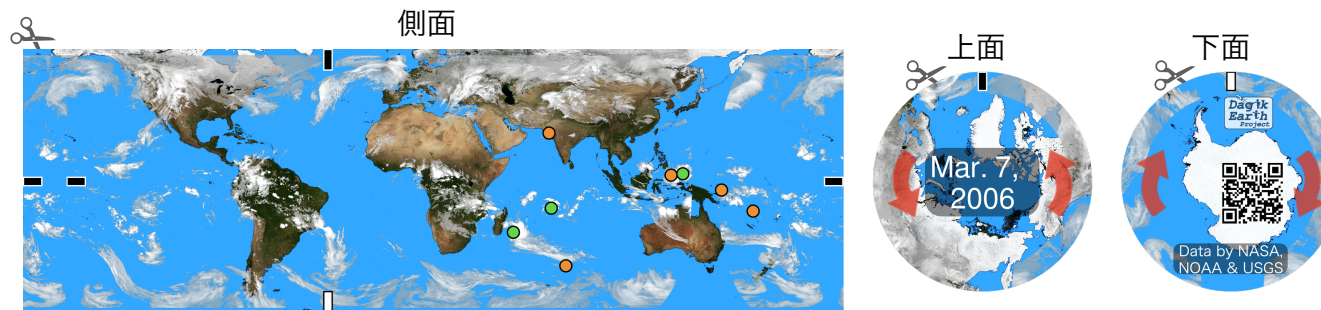 側面
上面
下面
Mar. 7,
2006
Dagik
Earth
Project
Data by NASA,
NOAA & USGS